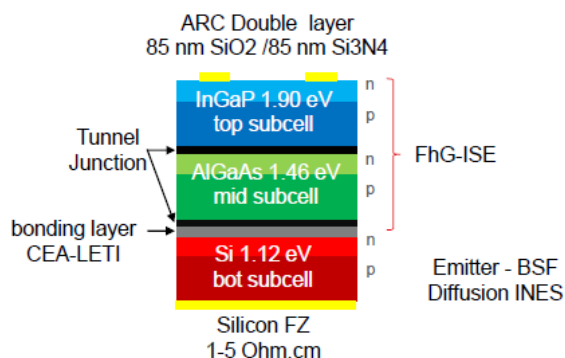 ARC Double layer
85 nm SiO2 /85 nm Si3N4
InGaP 1.90 eV
top subcell
n
p
Tunnel
Junction
AlGaAs 1.46 eV
mid subcell
n
p
FhG-ISE
bonding layer
CEA-LETI
Si 1.12 eV
bot subcell
n
p
Emitter - BSF
Diffusion INES
Silicon FZ
1-5 Ohm.cm